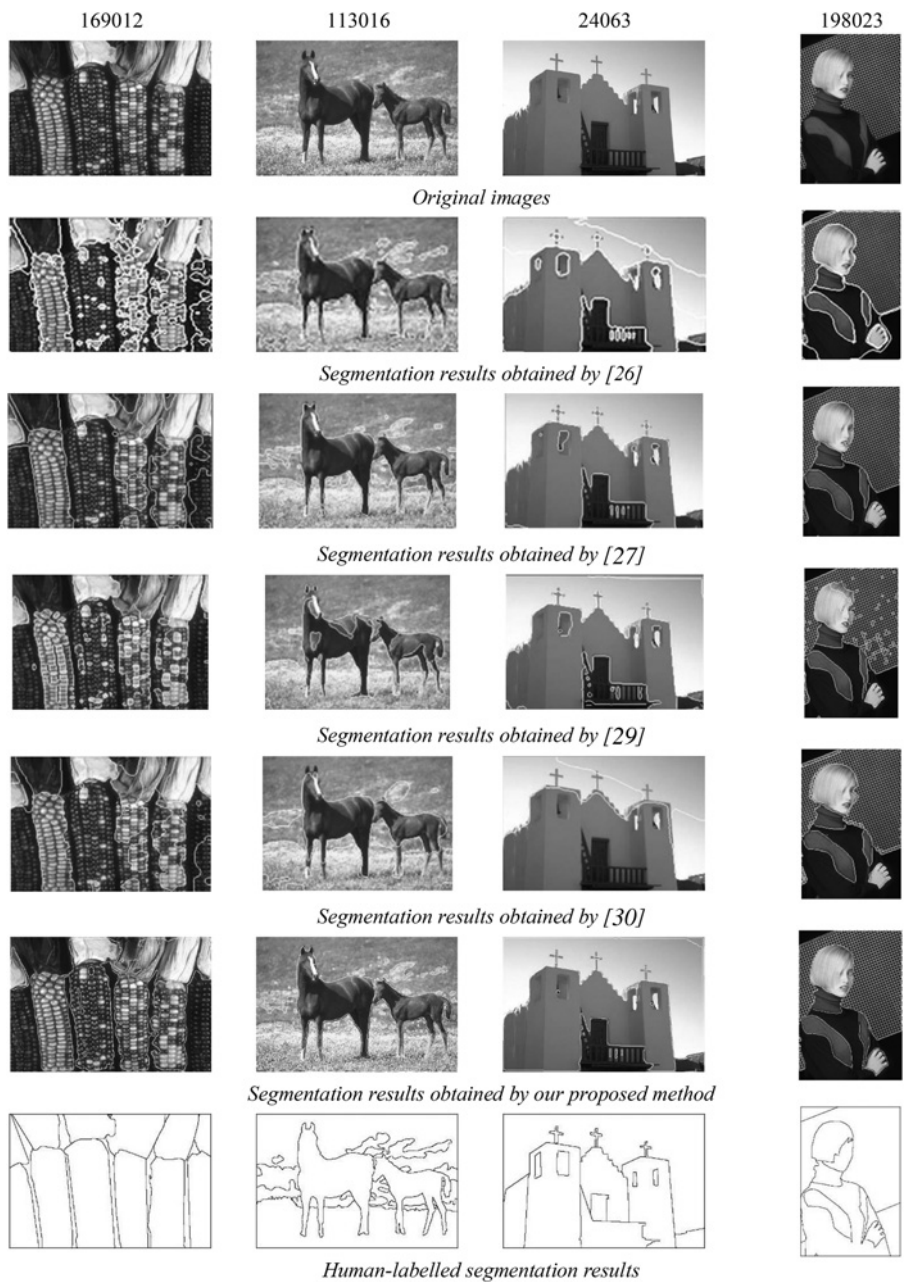 169012 113016 24063 198023
Original images
Segmentation results obtained by [26]
Segmentation results obtained by [27]
Segmentation results obtained by [29]
Segmentation results obtained by [30]
Segmentation results obtained by our proposed method
Human-labelled segmentation results